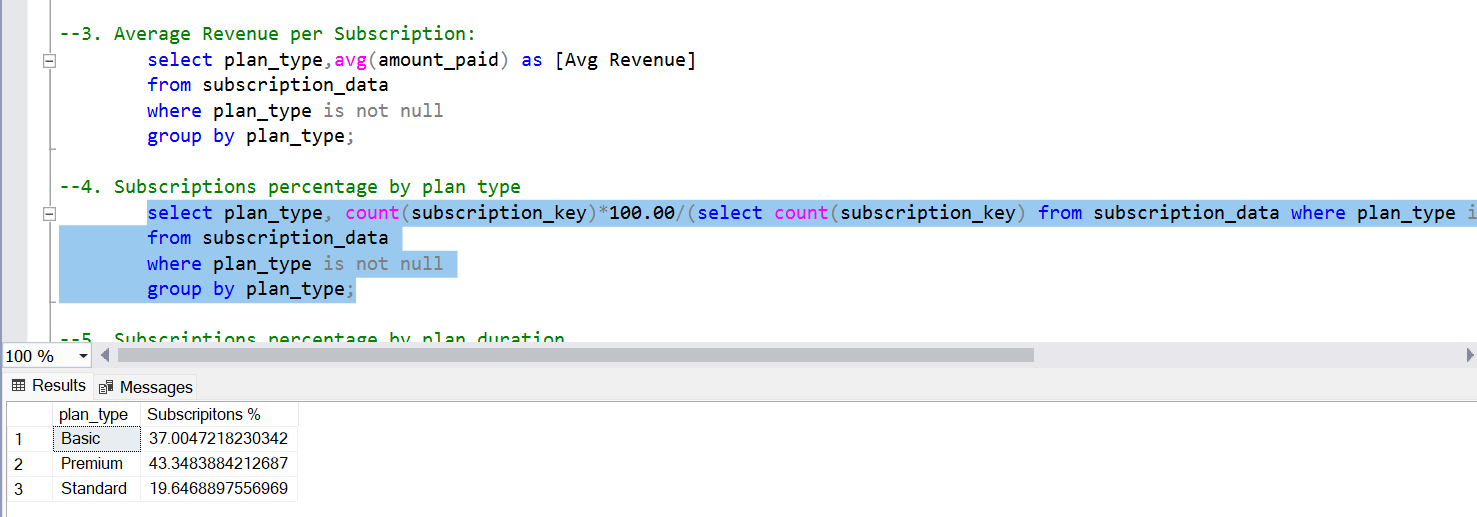 --3. Average Revenue per Subscription:
select plan_type,avg(amount_paid) as [Avg Revenue]
from subscription_data
where plan_type is not null
group by plan_type;
--4. Subscriptions percentage by plan type
select plan_type, count(subscription_key)*100.00/(select count(subscription_key) from subscription_data where plan_type i
from subscription_data
where plan_type is not null
group by plan_type;
--5. Subscriptions percentage by plan duration
100 %
Results Messages
plan_type Subscripitons %
1 Basic 37.0047218230342
2 Premium 43.3483884212687
3 Standard 19.6468897556969